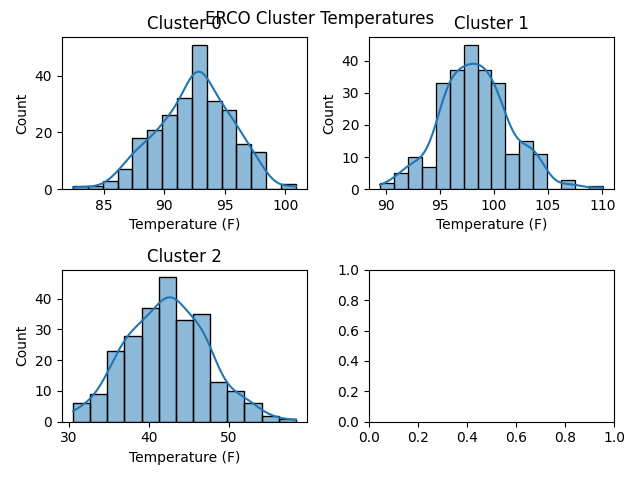 ERCO Cluster Temperatures
Cluster 0
Cluster 1
Count
40
20
0
85 90 95 100
Temperature (F)
Count
40
30
20
10
0
90 95 100 105 110
Temperature (F)
Cluster 2
Count
40
30
20
10
0
30 40 50
Temperature (F)
1.0
0.8
0.6
0.4
0.2
0.0
0.0 0.2 0.4 0.6 0.8 1.0